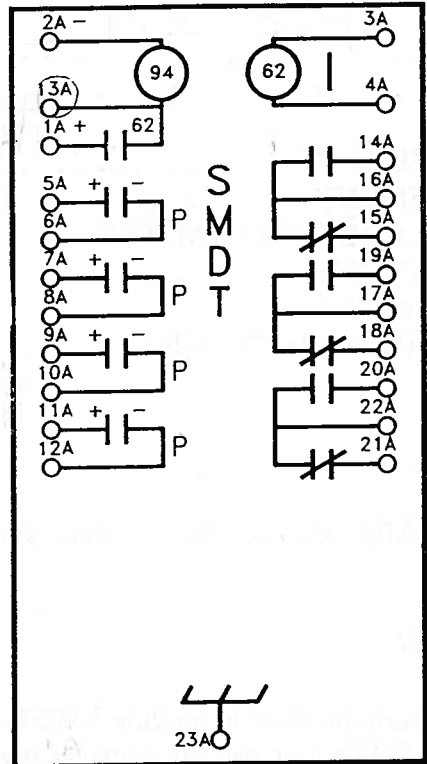 2A -
3A
94
62
13A
4A
1A +
62
14A
16A
15A
5A
+ -
6A
P
7A
+ -
8A
P
9A
+ -
10A
P
11A
+ -
12A
P
S
M
D
T
19A
17A
18A
20A
22A
21A
23A